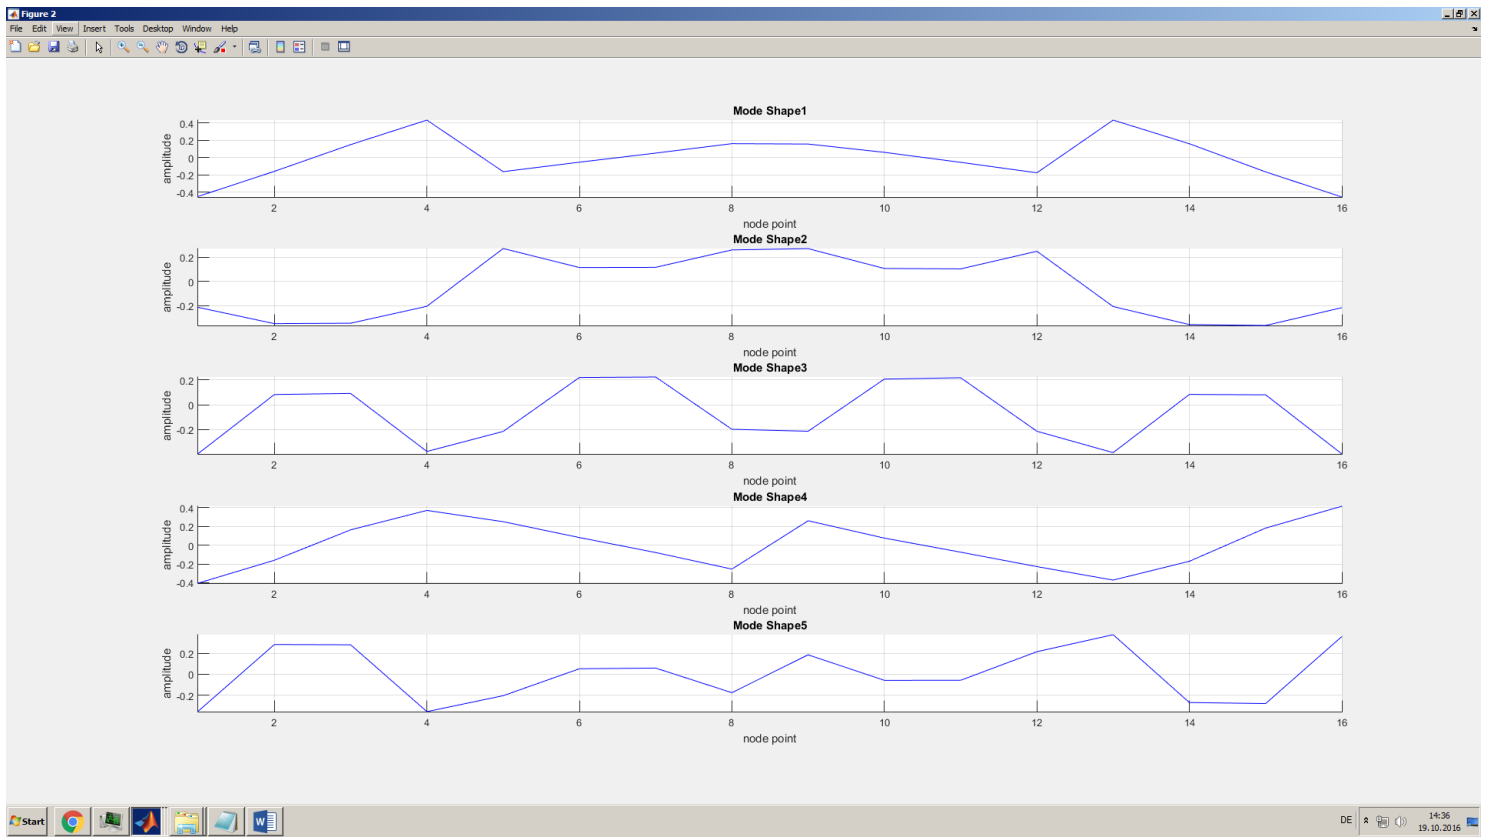 Figure 2
File Edit View Insert Tools Desktop Window Help
Mode Shape1
amplitude
0.4
0.2
0
-0.2
-0.4
2 4 6 8 10 12 14 16
node point
Mode Shape2
amplitude
0.2
0
-0.2
2 4 6 8 10 12 14 16
node point
Mode Shape3
amplitude
0.2
0
-0.2
2 4 6 8 10 12 14 16
node point
Mode Shape4
amplitude
0.4
0.2
0
-0.2
-0.4
2 4 6 8 10 12 14 16
node point
Mode Shape5
amplitude
0.2
0
-0.2
2 4 6 8 10 12 14 16
node point
Start
DE
14:36
19.10.2016